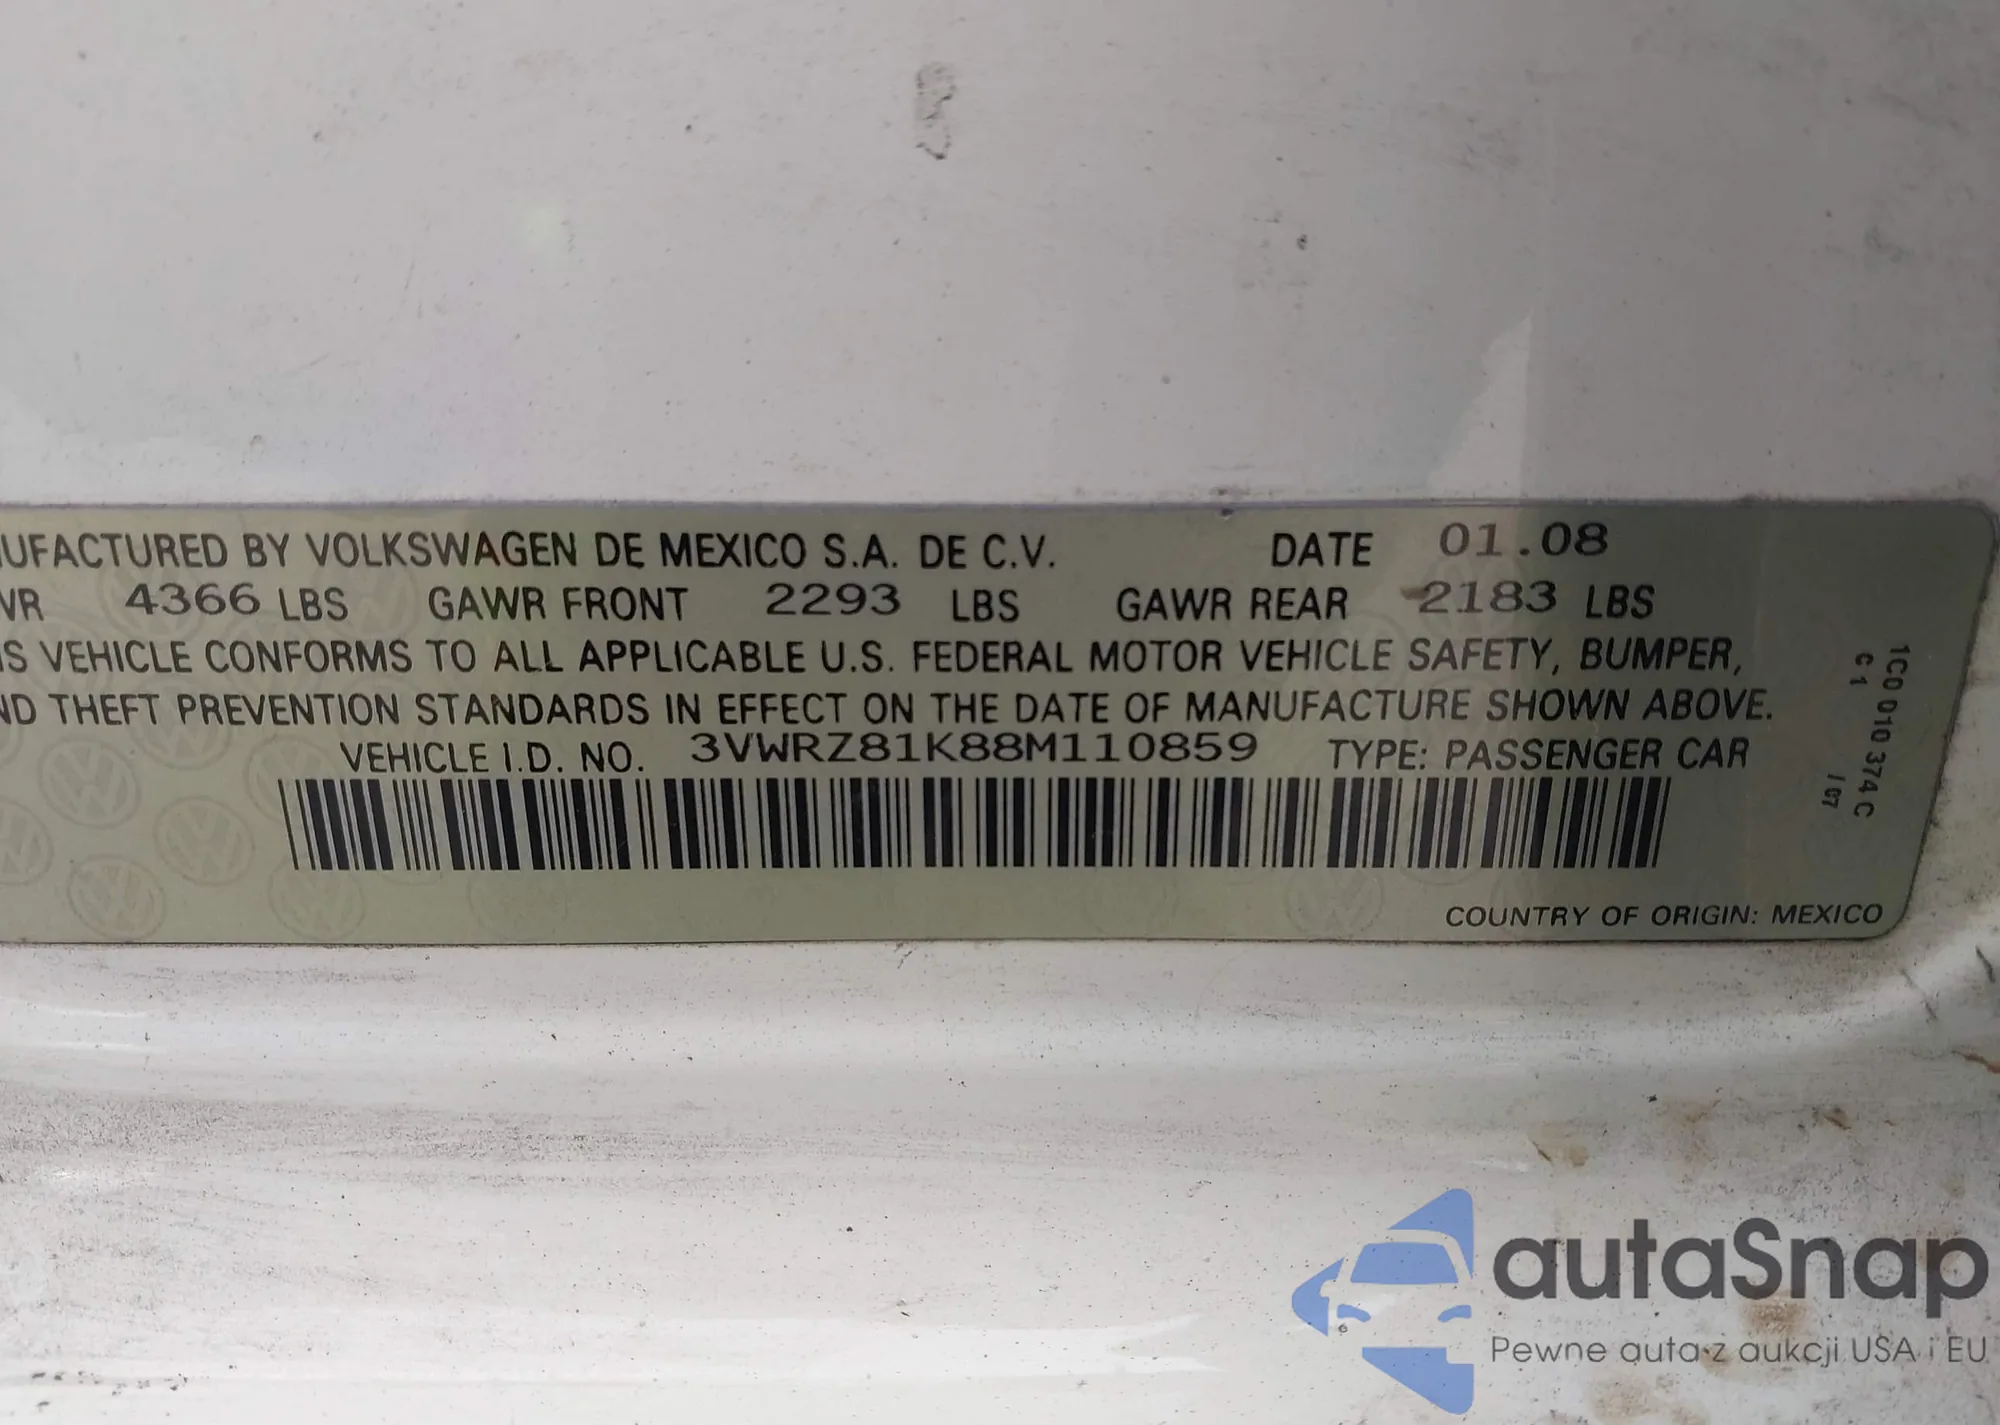 UFACTURED BY VOLKSWAGEN DE MEXICO S.A. DE C.V. DATE 01.08
VR 4366 LBS GAWR FRONT 2293 LBS GAWR REAR 2183 LBS
IS VEHICLE CONFORMS TO ALL APPLICABLE U.S. FEDERAL MOTOR VEHICLE SAFETY, BUMPER,
ND THEFT PREVENTION STANDARDS IN EFFECT ON THE DATE OF MANUFACTURE SHOWN ABOVE.
VEHICLE I.D. NO. 3VWRZ81K88M110859 TYPE: PASSENGER CAR
1C0 010 374 C
G 1 / 07
COUNTRY OF ORIGIN: MEXICO
autaSnap
Pewne auta z aukcji USA i EU